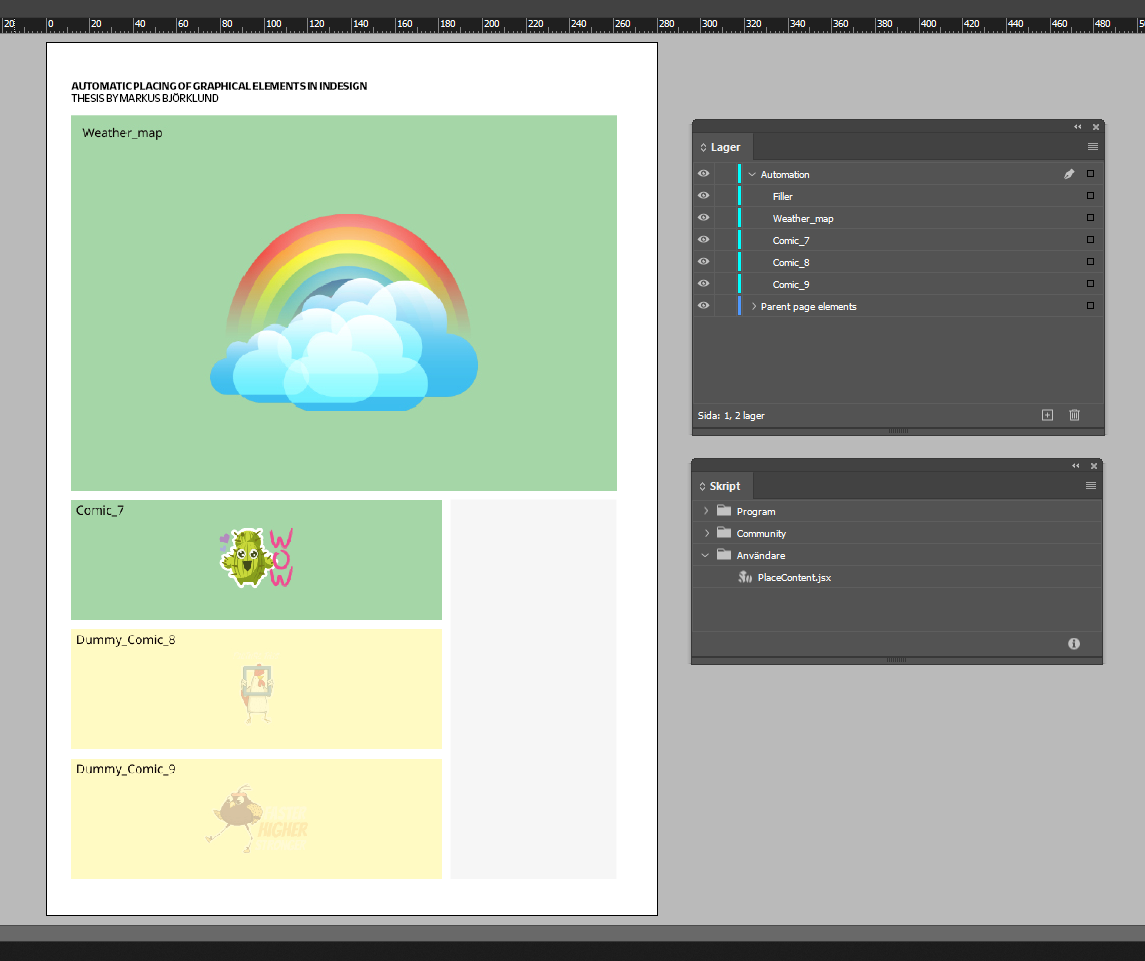 20 0 20 40 60 80 100 120 140 160 180 200 220 240 260 280 300 320 340 360 380 400 420 440 460 480
AUTOMATIC PLACING OF GRAPHICAL ELEMENTS IN INDESIGN
THESIS BY MARKUS BJÖRKLUND
Weather_map
Comic_7
WOW
Dummy_Comic_8
Dummy_Comic_9
HIGHER
Lager
Automation
Filler
Weather_map
Comic_7
Comic_8
Comic_9
Parent page elements
Sida: 1, 2 lager
Skript
Program
Community
Användare
PlaceContent.jsx